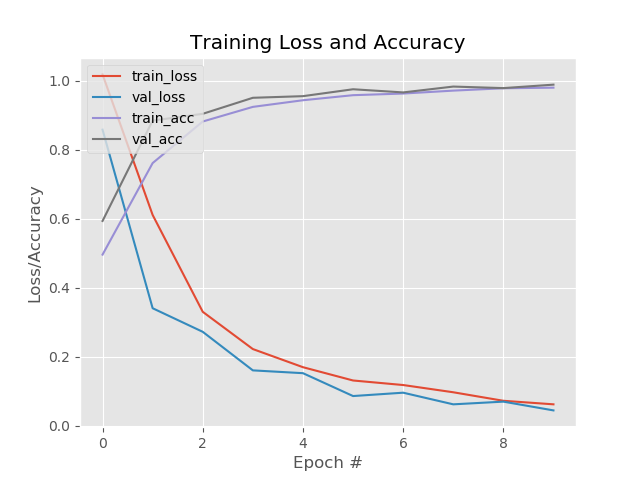 Training Loss and Accuracy
train_loss
val_loss
train_acc
val_acc
1.0
0.8
0.6
0.4
0.2
0.0
Loss/Accuracy
0 2 4 6 8
Epoch #